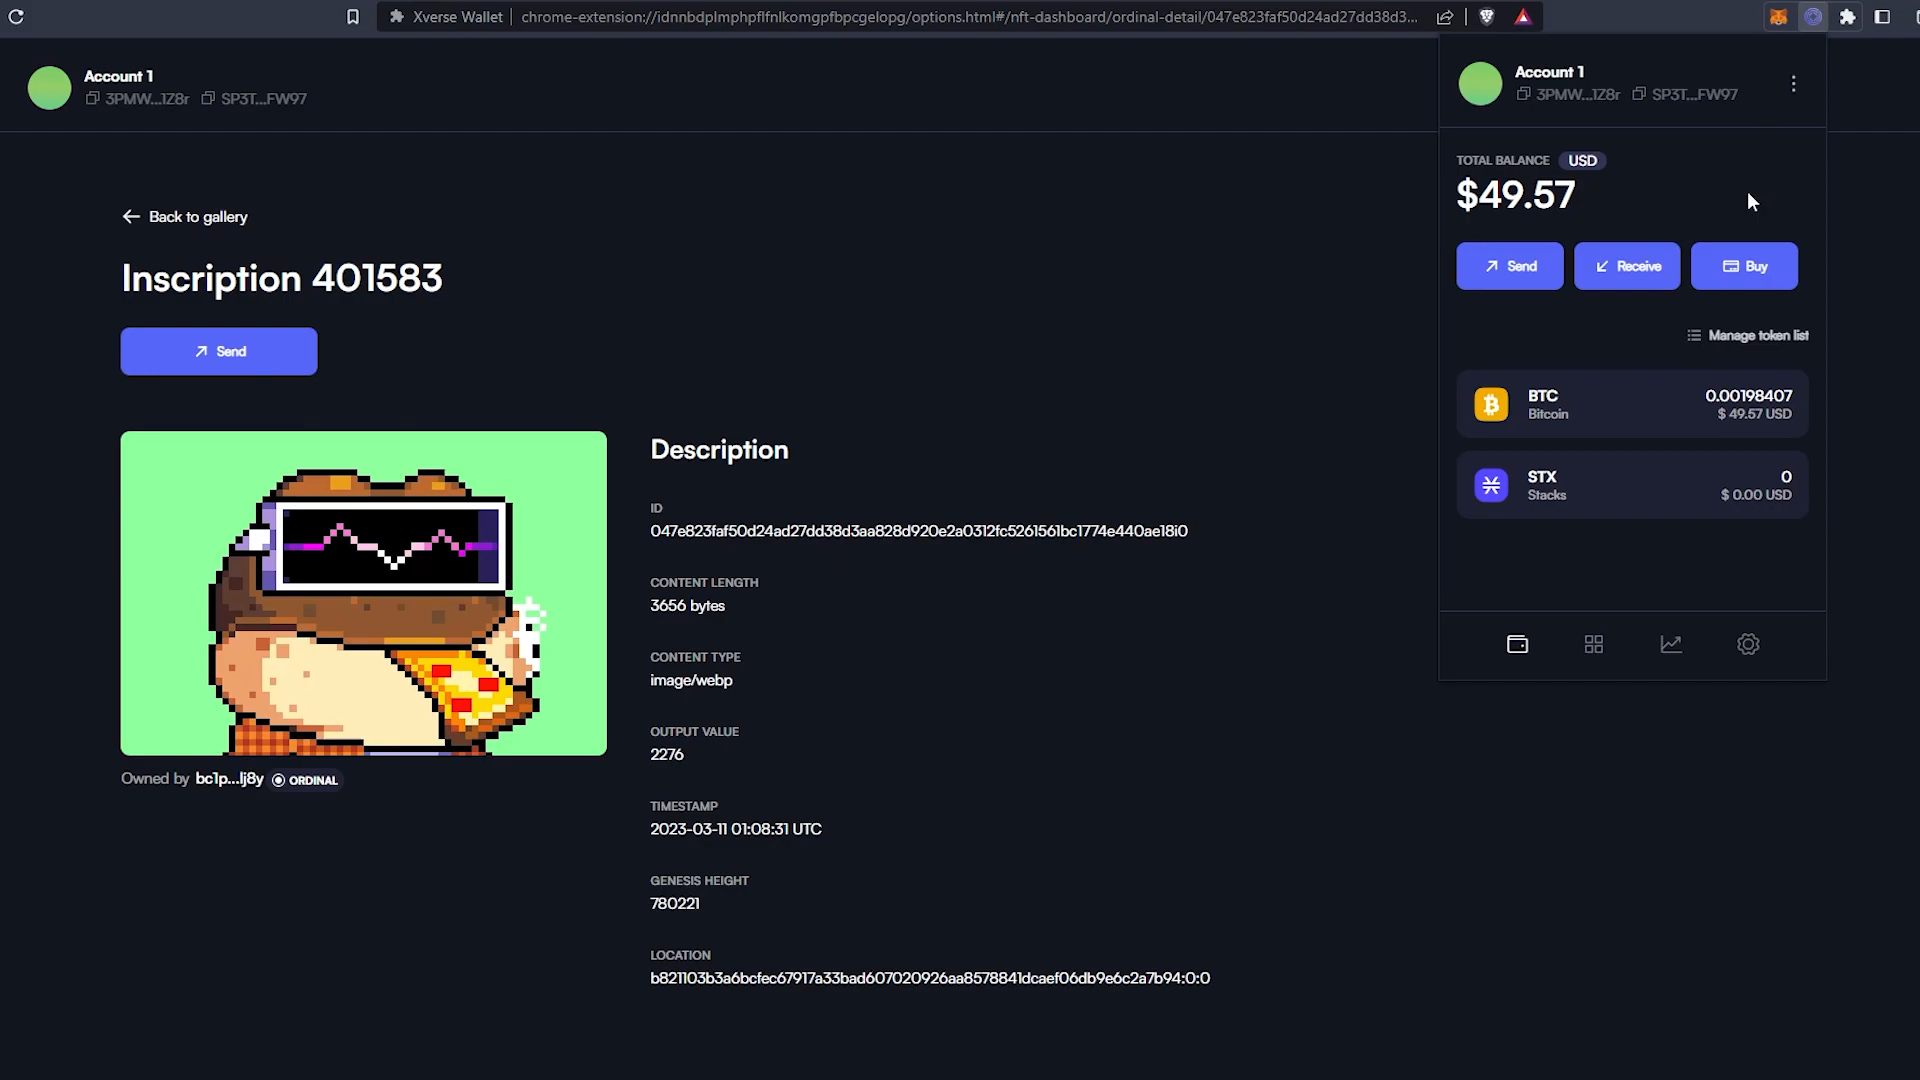 Xverse Wallet
chrome-extension://idnnbdplmphpflfnlkomgpfbpcgelopg/options.html#/nft-dashboard/ordinal-detail/047e823faf50d24ad27dd38d3...
Account 1
3PMW...1Z8r SP3T...FW97
Back to gallery
Inscription 401583
Send
Owned by bc1p...lj8y ORDINAL
Description
ID
047e823faf50d24ad27dd38d3aa828d920e2a0312fc5261561bc1774e440ae18i0
CONTENT LENGTH
3656 bytes
CONTENT TYPE
image/webp
OUTPUT VALUE
2276
TIMESTAMP
2023-03-11 01:08:31 UTC
GENESIS HEIGHT
780221
LOCATION
b821103b3a6bcfec67917a33bad607020926aa8578841dcaef06db9e6c2a7b94:0:0
Account 1
3PMW...1Z8r SP3T...FW97
TOTAL BALANCE USD
$49.57
Send Receive Buy
Manage token list
BTC 0.00198407
Bitcoin $ 49.57 USD
STX 0
Stacks $ 0.00 USD